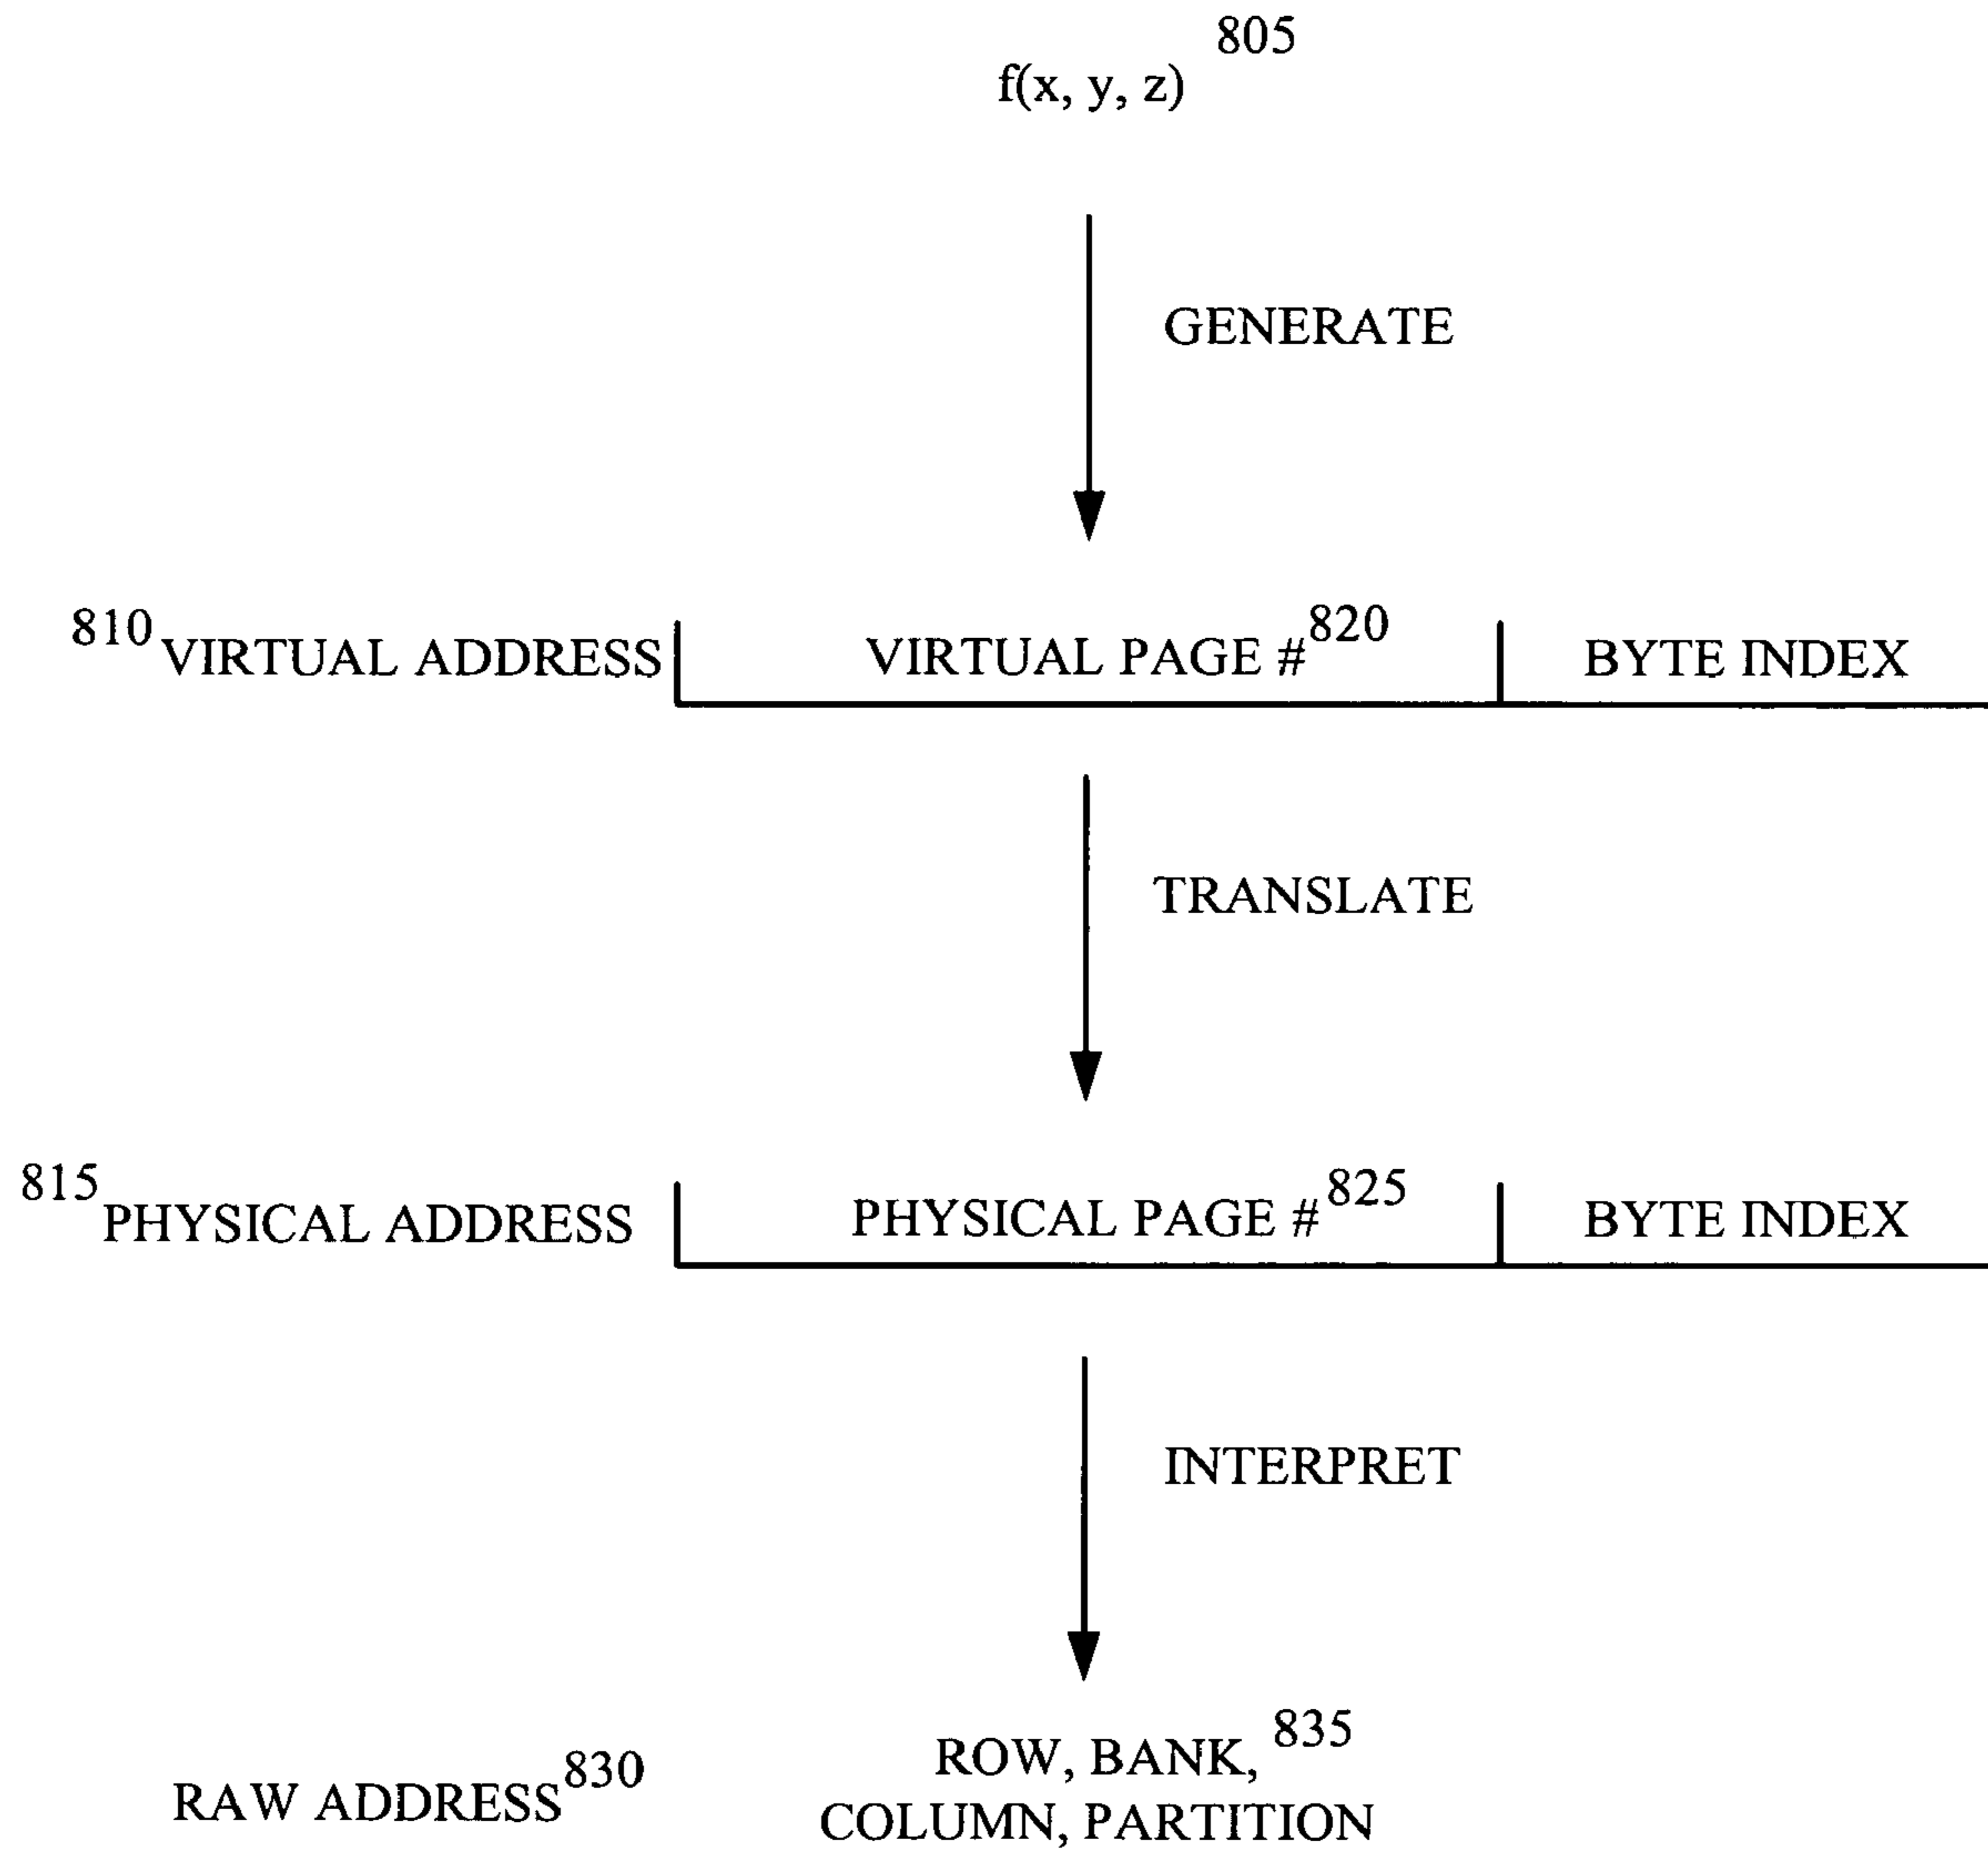 805
f(x, y, z)
GENERATE
810 VIRTUAL ADDRESS VIRTUAL PAGE # 820 BYTE INDEX
TRANSLATE
815 PHYSICAL ADDRESS PHYSICAL PAGE # 825 BYTE INDEX
INTERPRET
RAW ADDRESS 830
ROW, BANK, 835
COLUMN, PARTITION